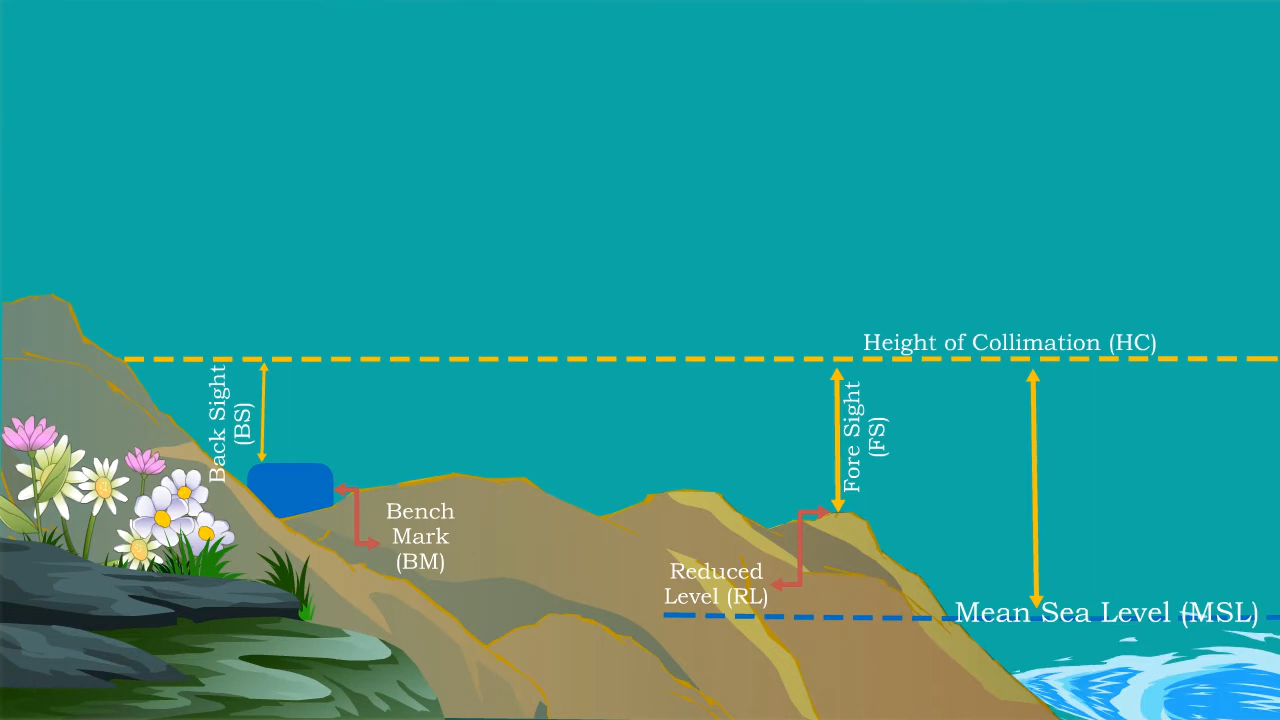 Height of Collimation (HC)
Back Sight
(BS)
Fore Sight
(FS)
Bench
Mark
(BM)
Reduced
Level (RL)
Mean Sea Level (MSL)